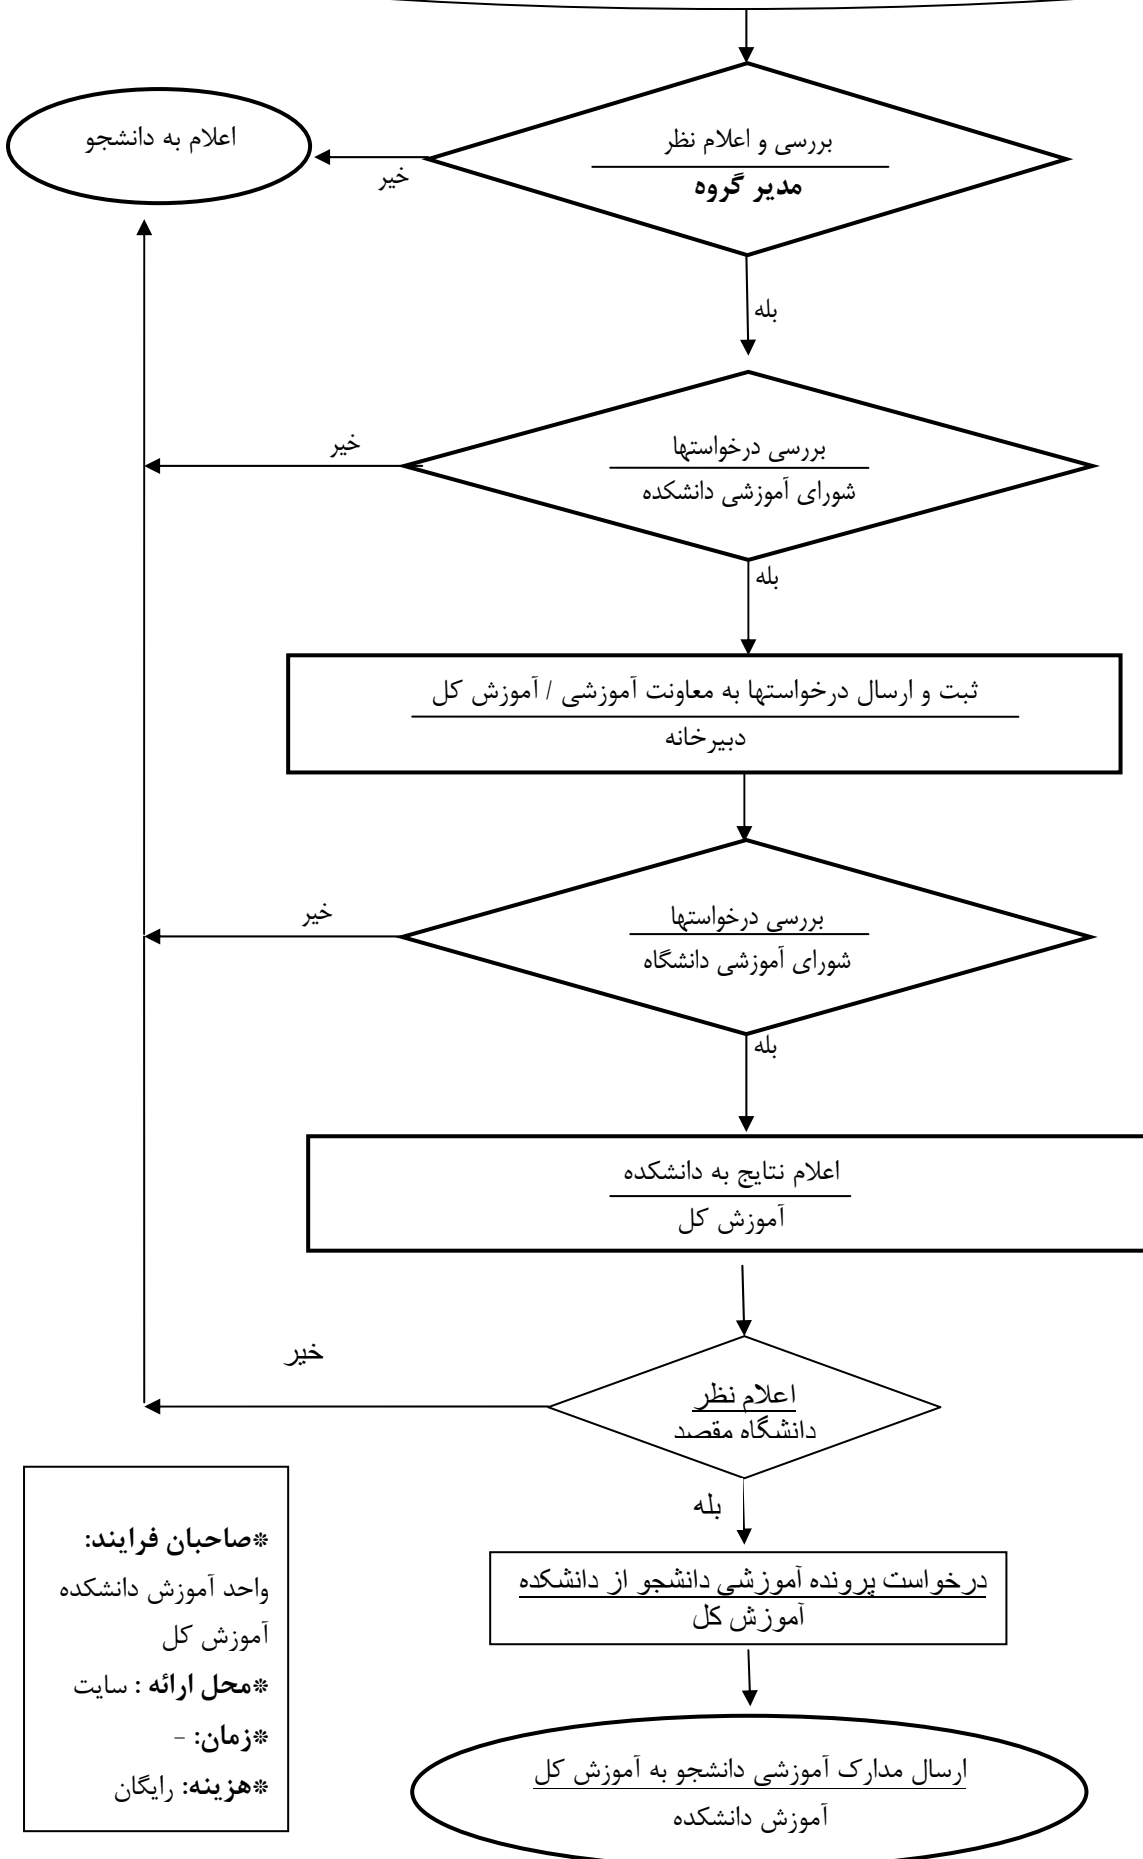 بررسی و اعلام نظر
مدیر گروه
خیر
اعلام به دانشجو
بله
بررسی درخواستها
شورای آموزشی دانشکده
خیر
بله
ثبت و ارسال درخواستها به معاونت آموزشی / آموزش کل
دبیرخانه
بررسی درخواستها
شورای آموزشی دانشگاه
خیر
بله
اعلام نتایج به دانشکده
آموزش کل
اعلام نظر
دانشگاه مقصد
خیر
بله
درخواست پرونده آموزشی دانشجو از دانشکده
آموزش کل
ارسال مدارک آموزشی دانشجو به آموزش کل
آموزش دانشکده
*صاحبان فرایند:
واحد آموزش دانشکده
آموزش کل
*محل ارائه : سایت
*زمان: -
*هزینه: رایگان